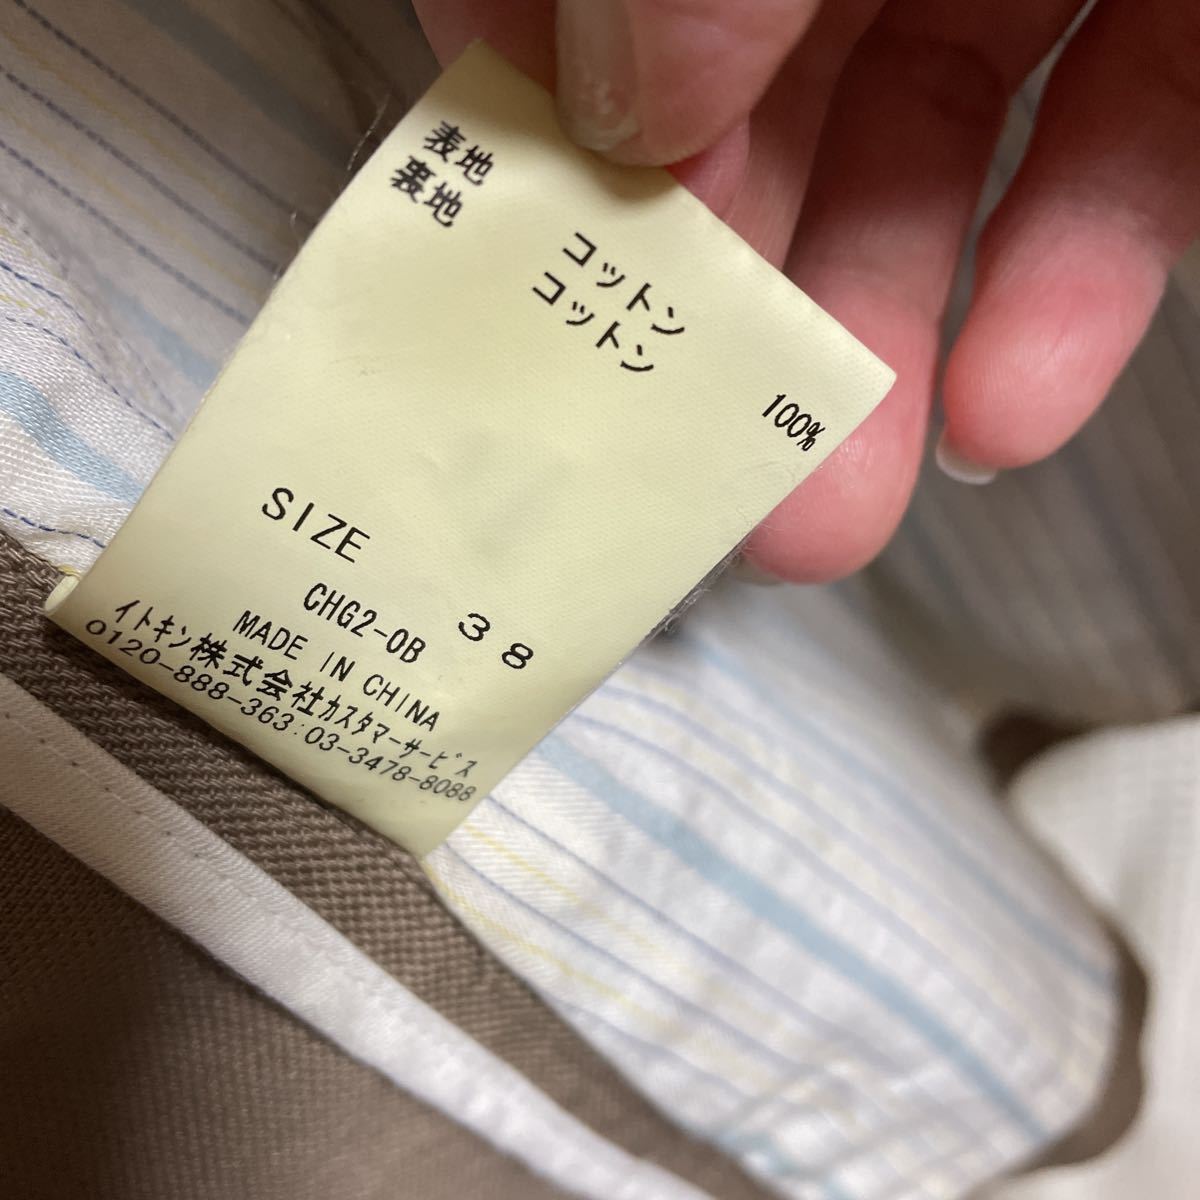 表地 コットン 100%
裏地 コットン
SIZE 38
CHG2-0B
MADE IN CHINA
イトキン株式会社カスタマーサービス
0120-888-363:03-3478-8088